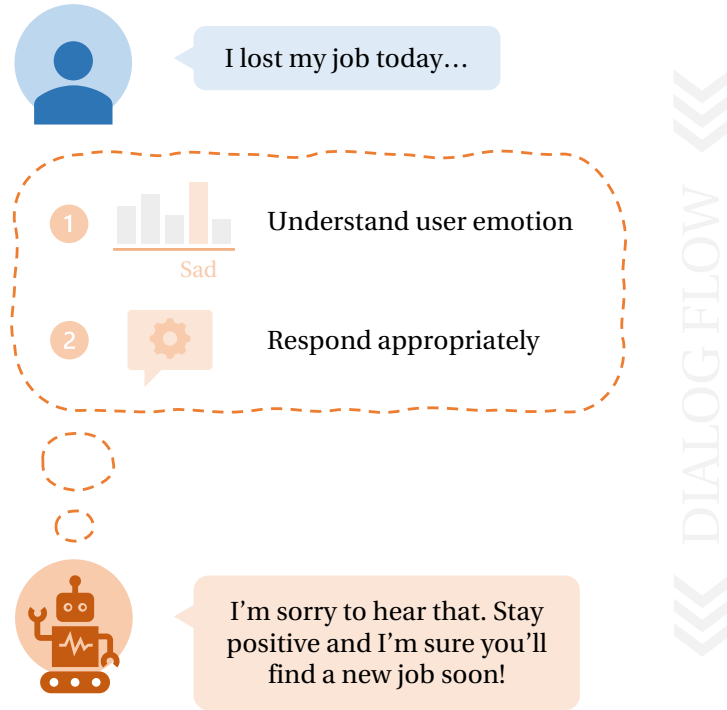 I lost my job today…
1
Understand user emotion
Sad
2
Respond appropriately
I’m sorry to hear that. Stay
positive and I’m sure you’ll
find a new job soon!
DIALOG FLOW